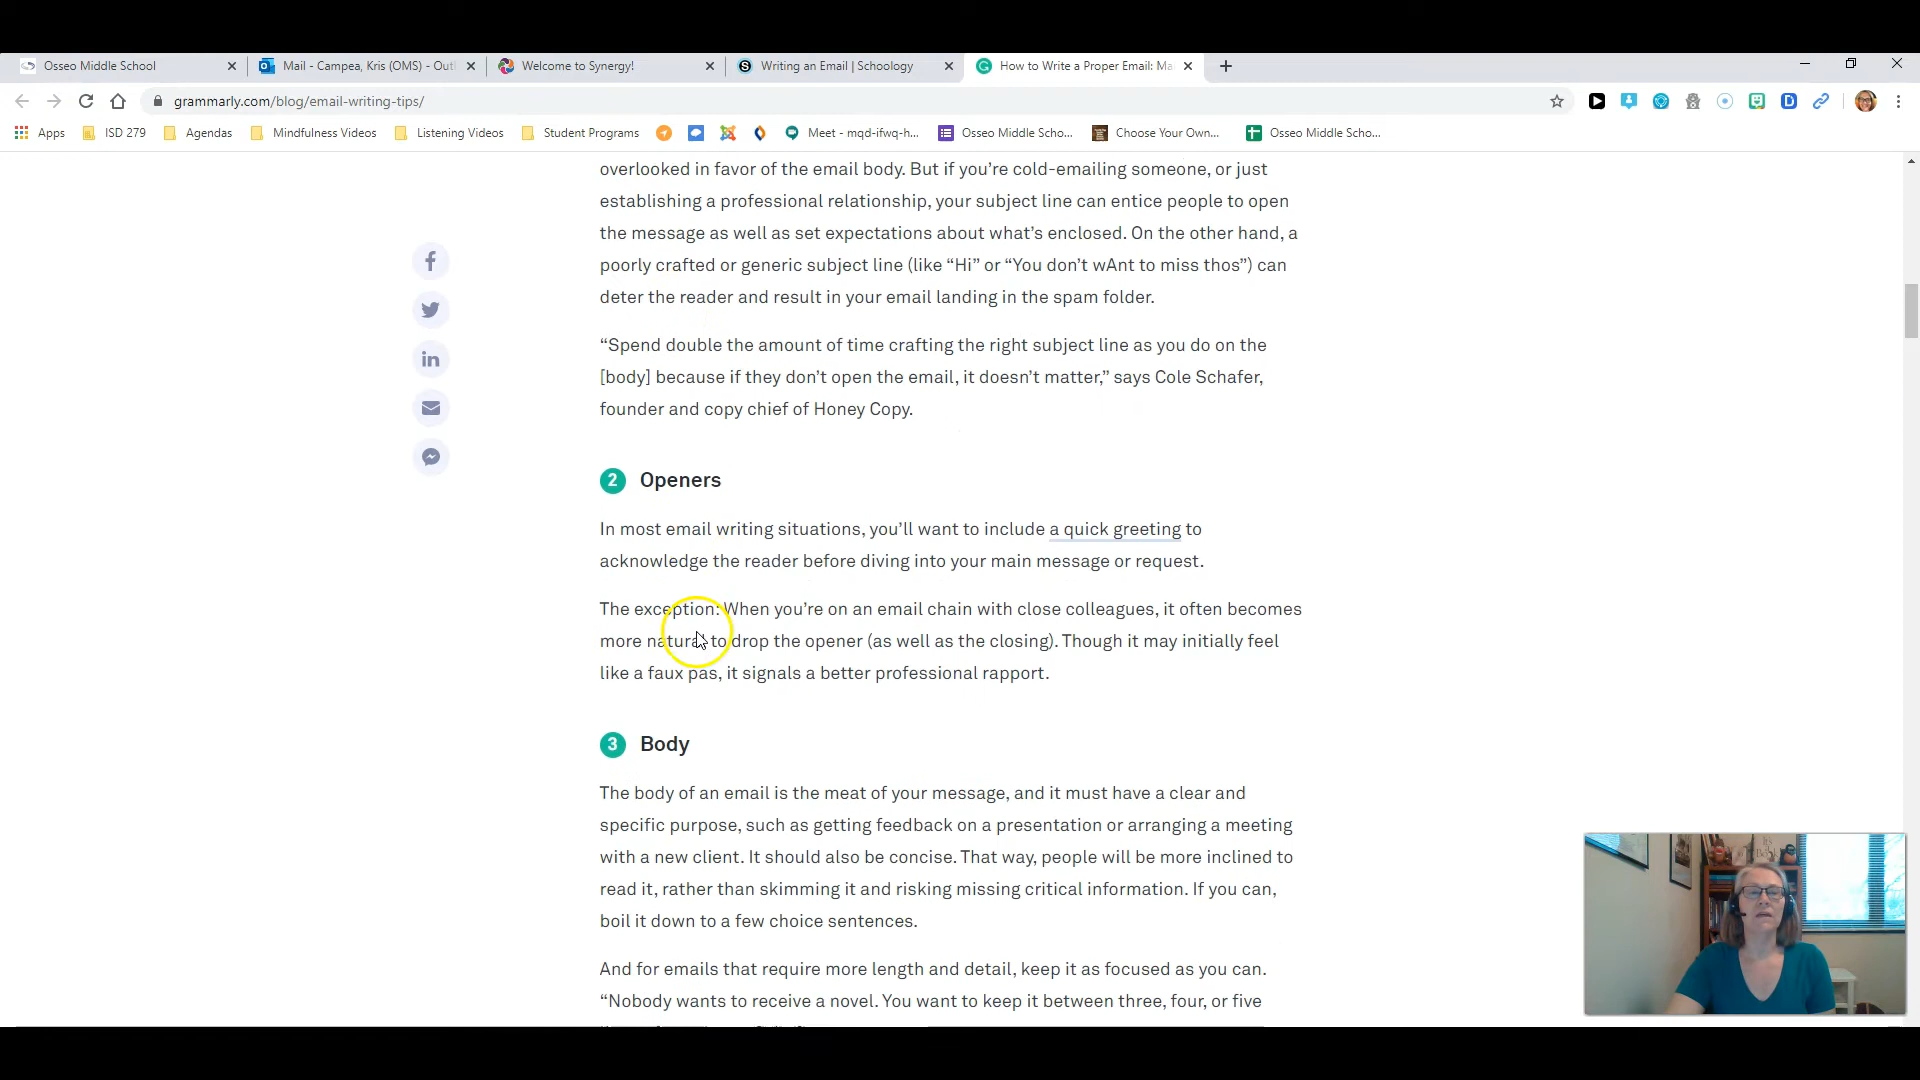 Osseo Middle School
Mail - Campea, Kris (OMS) - Outl
Welcome to Synergy!
Writing an Email | Schoology
How to Write a Proper Email: Ma
grammarly.com/blog/email-writing-tips/
Apps
ISD 279
Agendas
Mindfulness Videos
Listening Videos
Student Programs
Meet - mqd-ifwq-h...
Osseo Middle Scho...
Choose Your Own...
Osseo Middle Scho...
overlooked in favor of the email body. But if you’re cold-emailing someone, or just
establishing a professional relationship, your subject line can entice people to open
the message as well as set expectations about what’s enclosed. On the other hand, a
poorly crafted or generic subject line (like “Hi” or “You don’t wAnt to miss thos”) can
deter the reader and result in your email landing in the spam folder.
“Spend double the amount of time crafting the right subject line as you do on the
[body] because if they don’t open the email, it doesn’t matter,” says Cole Schafer,
founder and copy chief of Honey Copy.
2 Openers
In most email writing situations, you’ll want to include a quick greeting to
acknowledge the reader before diving into your main message or request.
The exception: When you’re on an email chain with close colleagues, it often becomes
more natural to drop the opener (as well as the closing). Though it may initially feel
like a faux pas, it signals a better professional rapport.
3 Body
The body of an email is the meat of your message, and it must have a clear and
specific purpose, such as getting feedback on a presentation or arranging a meeting
with a new client. It should also be concise. That way, people will be more inclined to
read it, rather than skimming it and risking missing critical information. If you can,
boil it down to a few choice sentences.
And for emails that require more length and detail, keep it as focused as you can.
“Nobody wants to receive a novel. You want to keep it between three, four, or five